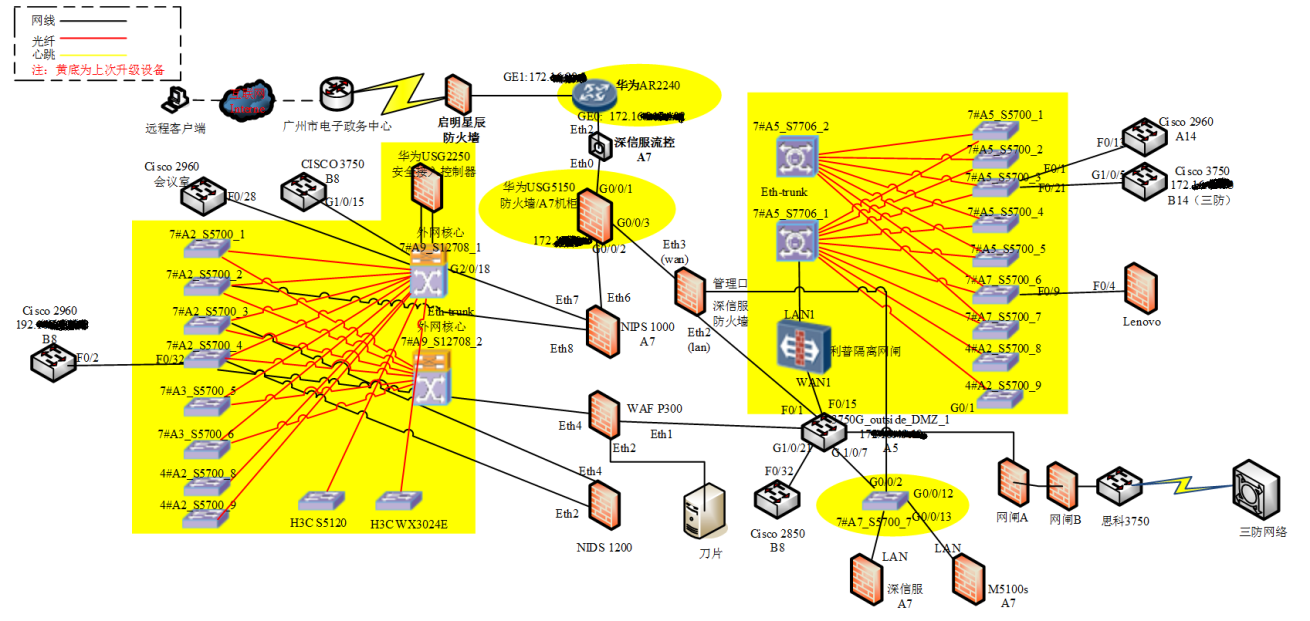 网线
光纤
心跳
注：黄底为上次升级设备
远程客户端
Internet
广州市电子政务中心
启明星辰
防火墙
GE1:172.16
华为AR2240
GE0: 172.16
Eth2
深信服流控
A7
Eth0
华为USG5150
防火墙/A7机柜
G0/0/1
G0/0/3
172.
G0/0/2
Eth3
(wan)
管理口
深信服
防火墙
Eth2
(lan)
Cisco 2960
会议室
F0/28
CISCO 3750
B8
G1/0/15
华为USG2250
安全接入控制器
外网核心
7#A9_S12708_1
G2/0/18
Eth-trunk
外网核心
7#A9_S12708_2
7#A2_S5700_1
7#A2_S5700_2
7#A2_S5700_3
7#A2_S5700_4
F0/32
7#A3_S5700_5
7#A3_S5700_6
4#A2_S5700_8
4#A2_S5700_9
Cisco 2960
192.
B8
F0/2
H3C S5120
H3C WX3024E
Eth7
Eth6
Eth8
NIPS 1000
A7
WAF P300
Eth4
Eth1
Eth2
Eth4
Eth2
NIDS 1200
刀片
7#A5_S7706_2
Eth-trunk
7#A5_S7706_1
LAN1
利普隔离网闸
WAN1
7#A5_S5700_1
7#A5_S5700_2
7#A5_S5700_3
F0/1
F0/21
7#A5_S5700_4
7#A5_S5700_5
7#A7_S5700_6
F0/9
7#A7_S5700_7
4#A2_S5700_8
4#A2_S5700_9
G0/1
Cisco 2960
A14
F0/1
G1/0/5
Cisco 3750
172.
B14（三防）
F0/4
Lenovo
F0/1
F0/15
3750G_outside_DMZ_1
A5
G1/0/21
G1/0/7
F0/32
Cisco 2850
B8
G0/0/2
G0/0/12
G0/0/13
7#A7_S5700_7
LAN
LAN
深信服
A7
M5100s
A7
网闸A
网闸B
思科3750
三防网络